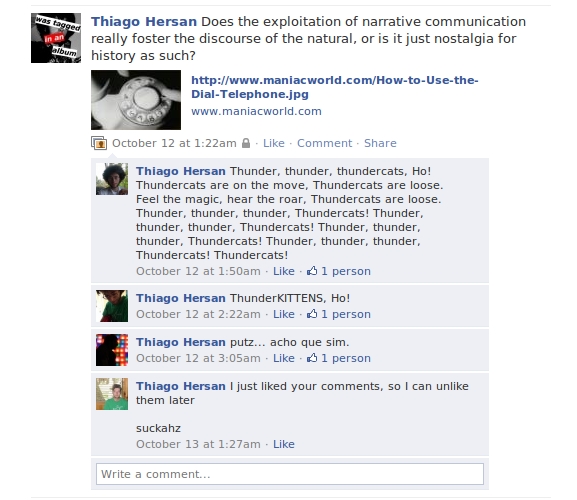 was tagged
in an
album
Thiago Hersan Does the exploitation of narrative communication
really foster the discourse of the natural, or is it just nostalgia for
history as such?
http://www.maniacworld.com/How-to-Use-the-
Dial-Telephone.jpg
www.maniacworld.com
October 12 at 1:22am · Like · Comment · Share
Thiago Hersan Thunder, thunder, thundercats, Ho!
Thundercats are on the move, Thundercats are loose.
Feel the magic, hear the roar, Thundercats are loose.
Thunder, thunder, thunder, Thundercats! Thunder,
thunder, thunder, Thundercats! Thunder, thunder,
thunder, Thundercats! Thunder, thunder, thunder,
Thundercats! Thundercats!
October 12 at 1:50am · Like · 1 person
Thiago Hersan ThunderKITTENS, Ho!
October 12 at 2:22am · Like · 1 person
Thiago Hersan putz... acho que sim.
October 12 at 3:05am · Like · 1 person
Thiago Hersan I just liked your comments, so I can unlike
them later
suckahz
October 13 at 1:27am · Like
Write a comment...